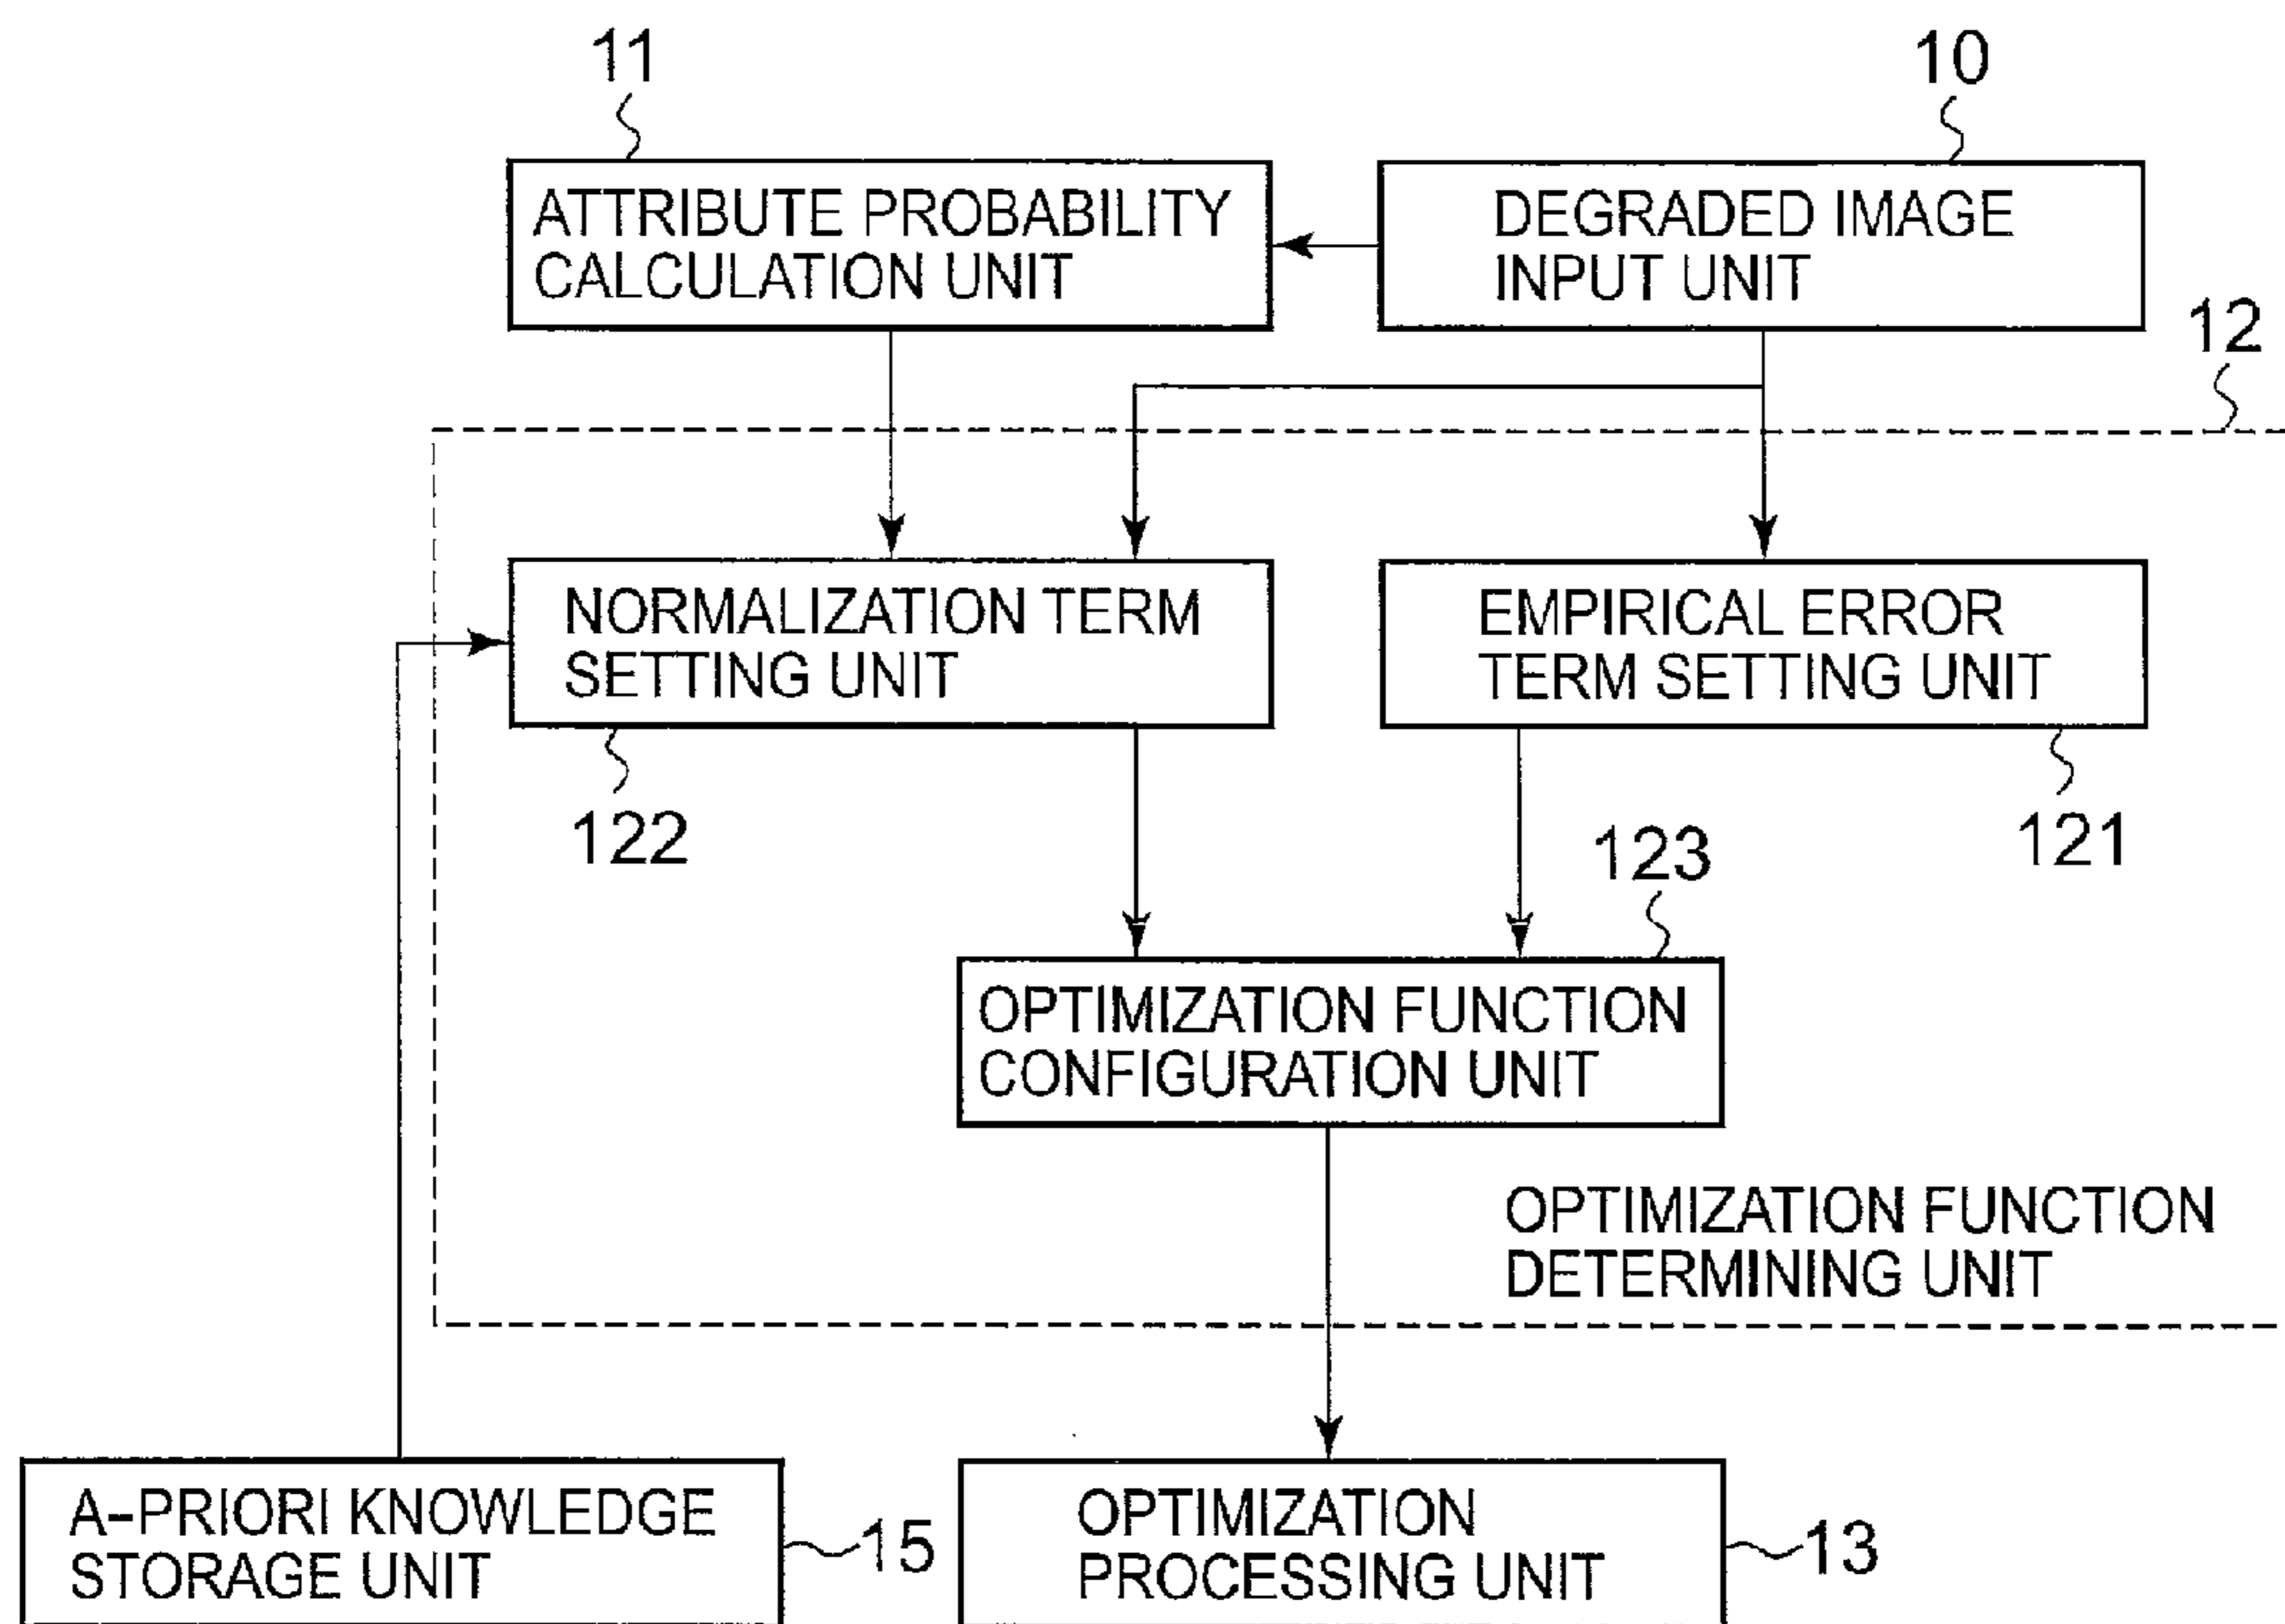 11
10
ATTRIBUTE PROBABILITY
CALCULATION UNIT
DEGRADED IMAGE
INPUT UNIT
12
NORMALIZATION TERM
SETTING UNIT
EMPIRICAL ERROR
TERM SETTING UNIT
122
123
121
OPTIMIZATION FUNCTION
CONFIGURATION UNIT
OPTIMIZATION FUNCTION
DETERMINING UNIT
A-PRIORI KNOWLEDGE
STORAGE UNIT
15
OPTIMIZATION
PROCESSING UNIT
13